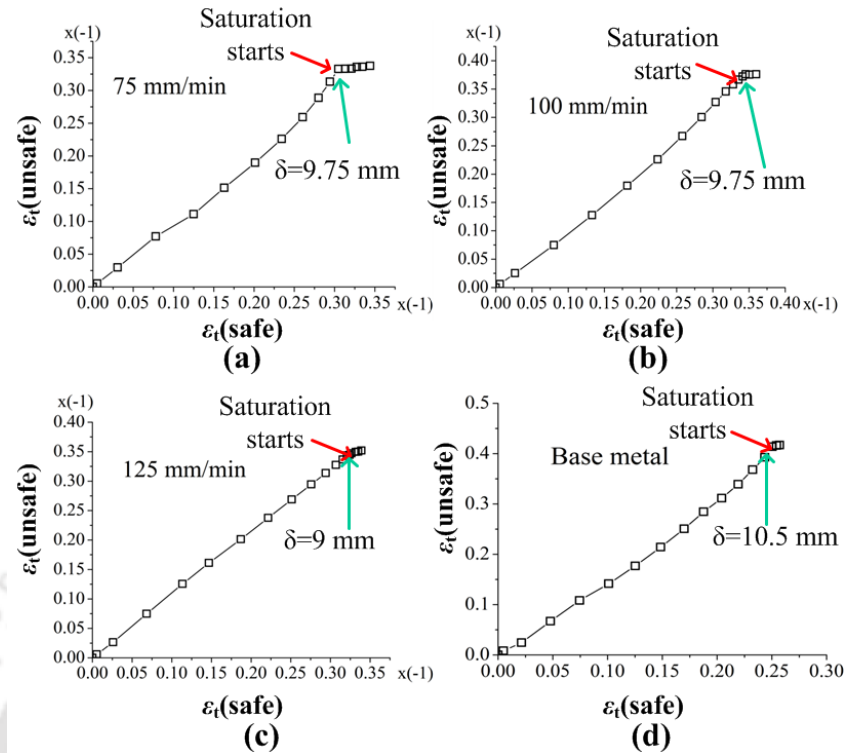 x(-1)
Saturation
starts
75 mm/min
δ=9.75 mm
0.35
0.30
0.25
0.20
0.15
0.10
0.05
0.00
0.00 0.05 0.10 0.15 0.20 0.25 0.30 0.35 x(-1)
εt(unsafe)
εt(safe)
(a)
x(-1)
Saturation
starts
100 mm/min
δ=9.75 mm
0.40
0.35
0.30
0.25
0.20
0.15
0.10
0.05
0.00
0.00 0.05 0.10 0.15 0.20 0.25 0.30 0.35 0.40
x(-1)
εt(unsafe)
εt(safe)
(b)
x(-1)
Saturation
starts
125 mm/min
δ=9 mm
0.40
0.35
0.30
0.25
0.20
0.15
0.10
0.05
0.00
0.00 0.05 0.10 0.15 0.20 0.25 0.30 0.35 x(-1)
εt(unsafe)
εt(safe)
(c)
Saturation
starts
Base metal
δ=10.5 mm
0.5
0.4
0.3
0.2
0.1
0.0
0.00 0.05 0.10 0.15 0.20 0.25 0.30
εt(unsafe)
εt(safe)
(d)